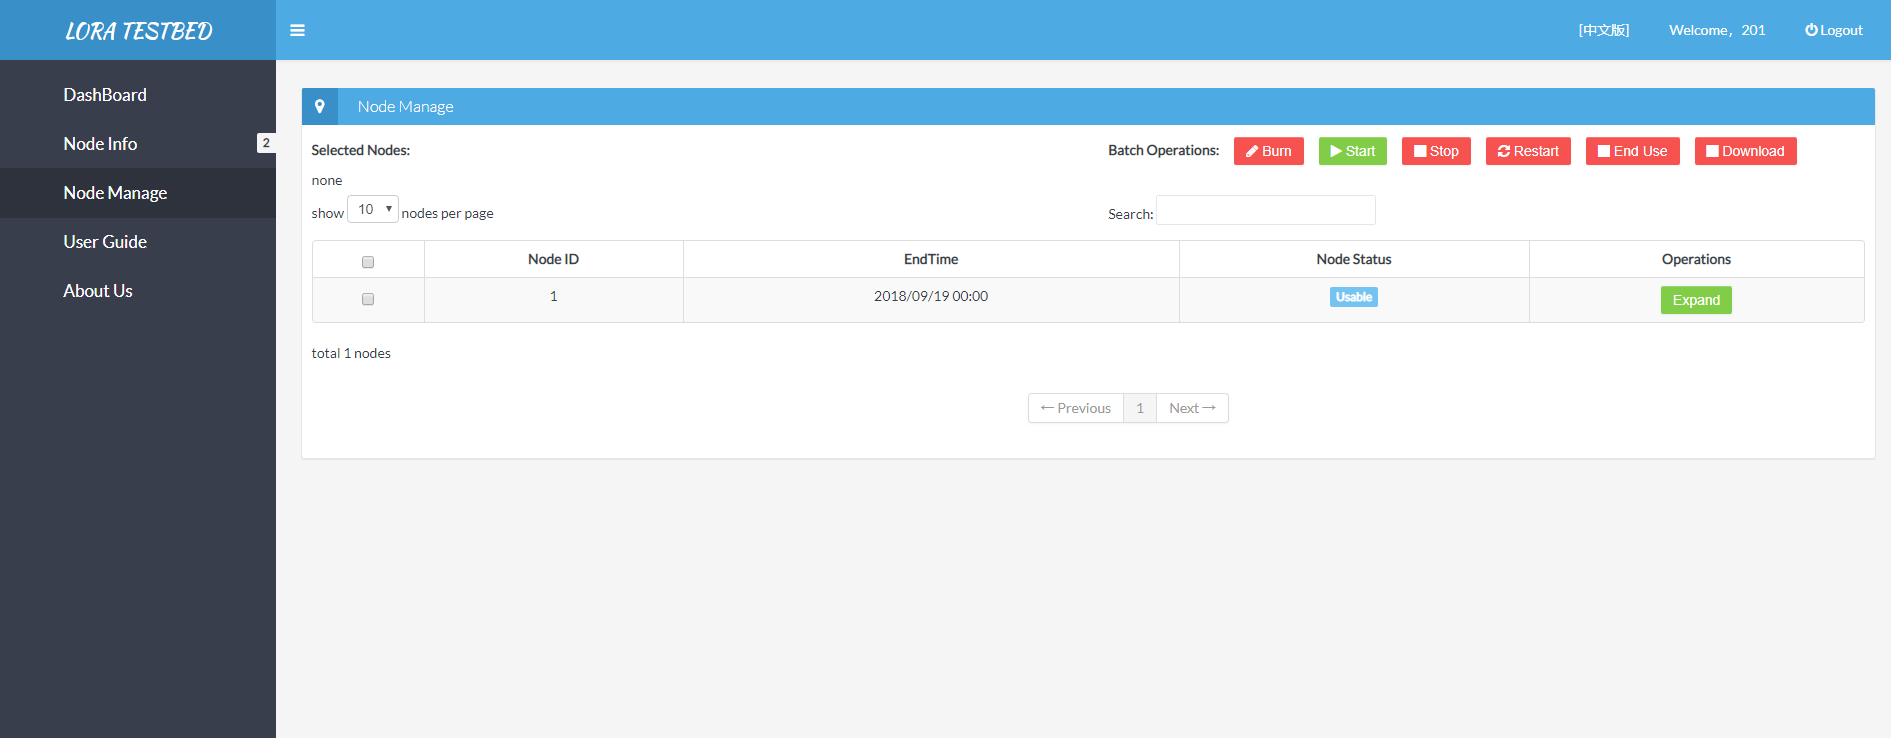 LORA TESTBED
[中文版] Welcome，201 Logout
DashBoard
Node Info 2
Node Manage
User Guide
About Us
Node Manage
Selected Nodes:
none
Batch Operations: Burn Start Stop Restart End Use Download
show 10 nodes per page
Search:
Node ID EndTime Node Status Operations
1 2018/09/19 00:00 Usable Expand
total 1 nodes
← Previous 1 Next →